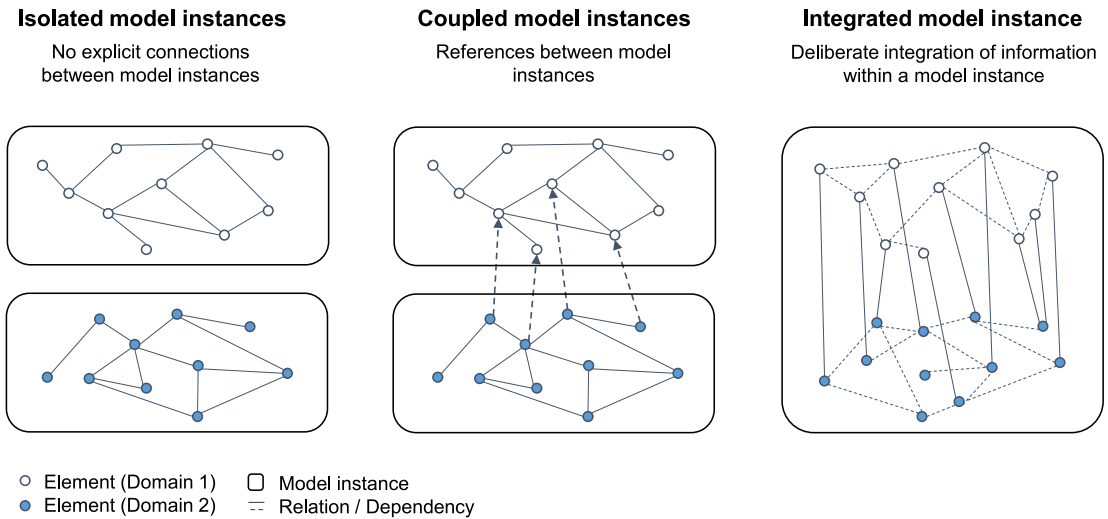 Isolated model instances
No explicit connections
between model instances
Coupled model instances
References between model
instances
Integrated model instance
Deliberate integration of information
within a model instance
Element (Domain 1)
Element (Domain 2)
Model instance
Relation / Dependency